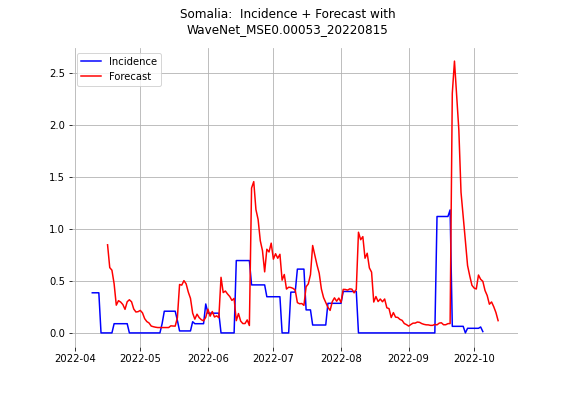 Somalia:  Incidence + Forecast with
WaveNet_MSE0.00053_20220815
Incidence
Forecast
2.5
2.0
1.5
1.0
0.5
0.0
2022-04 2022-05 2022-06 2022-07 2022-08 2022-09 2022-10